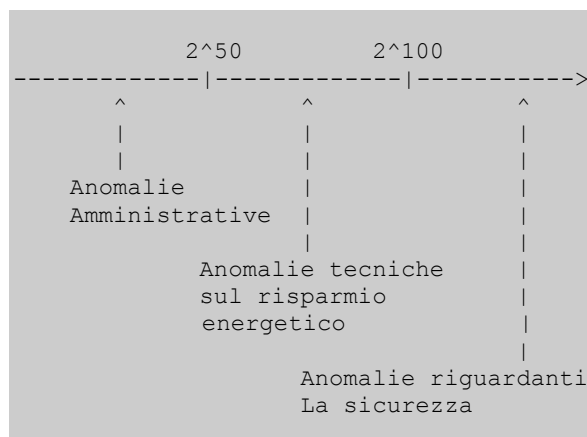 2^50 2^100
-------------|-------------|----------->
^ ^ ^
| | |
| | |
Anomalie | |
Amministrative | |
| |
Anomalie tecniche |
sul risparmio |
energetico |
|
Anomalie riguardanti
La sicurezza